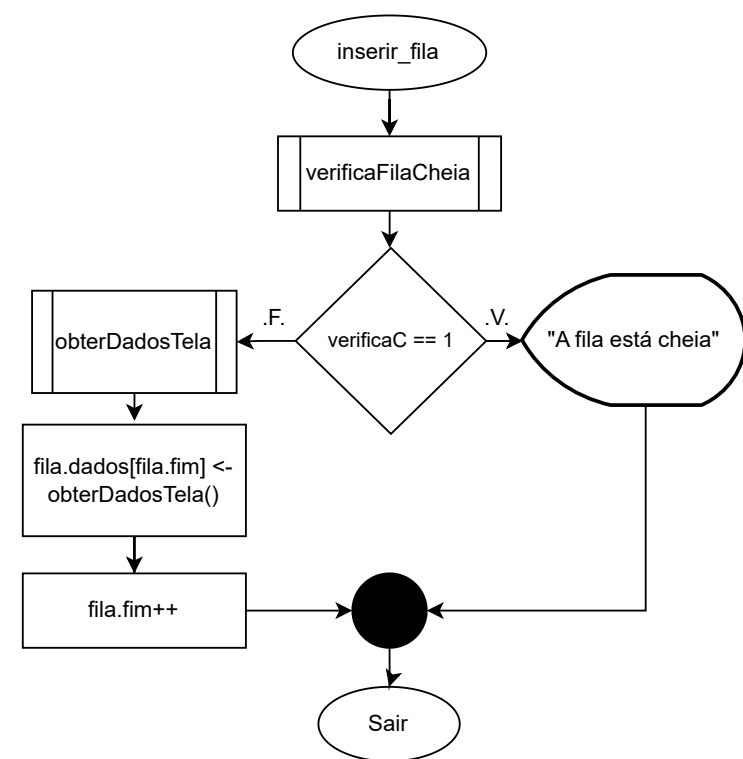 inserir_fila
verificaFilaCheia
verificaC == 1
.F.
.V.
obterDadosTela
"A fila está cheia"
fila.dados[fila.fim] <-
obterDadosTela()
fila.fim++
Sair